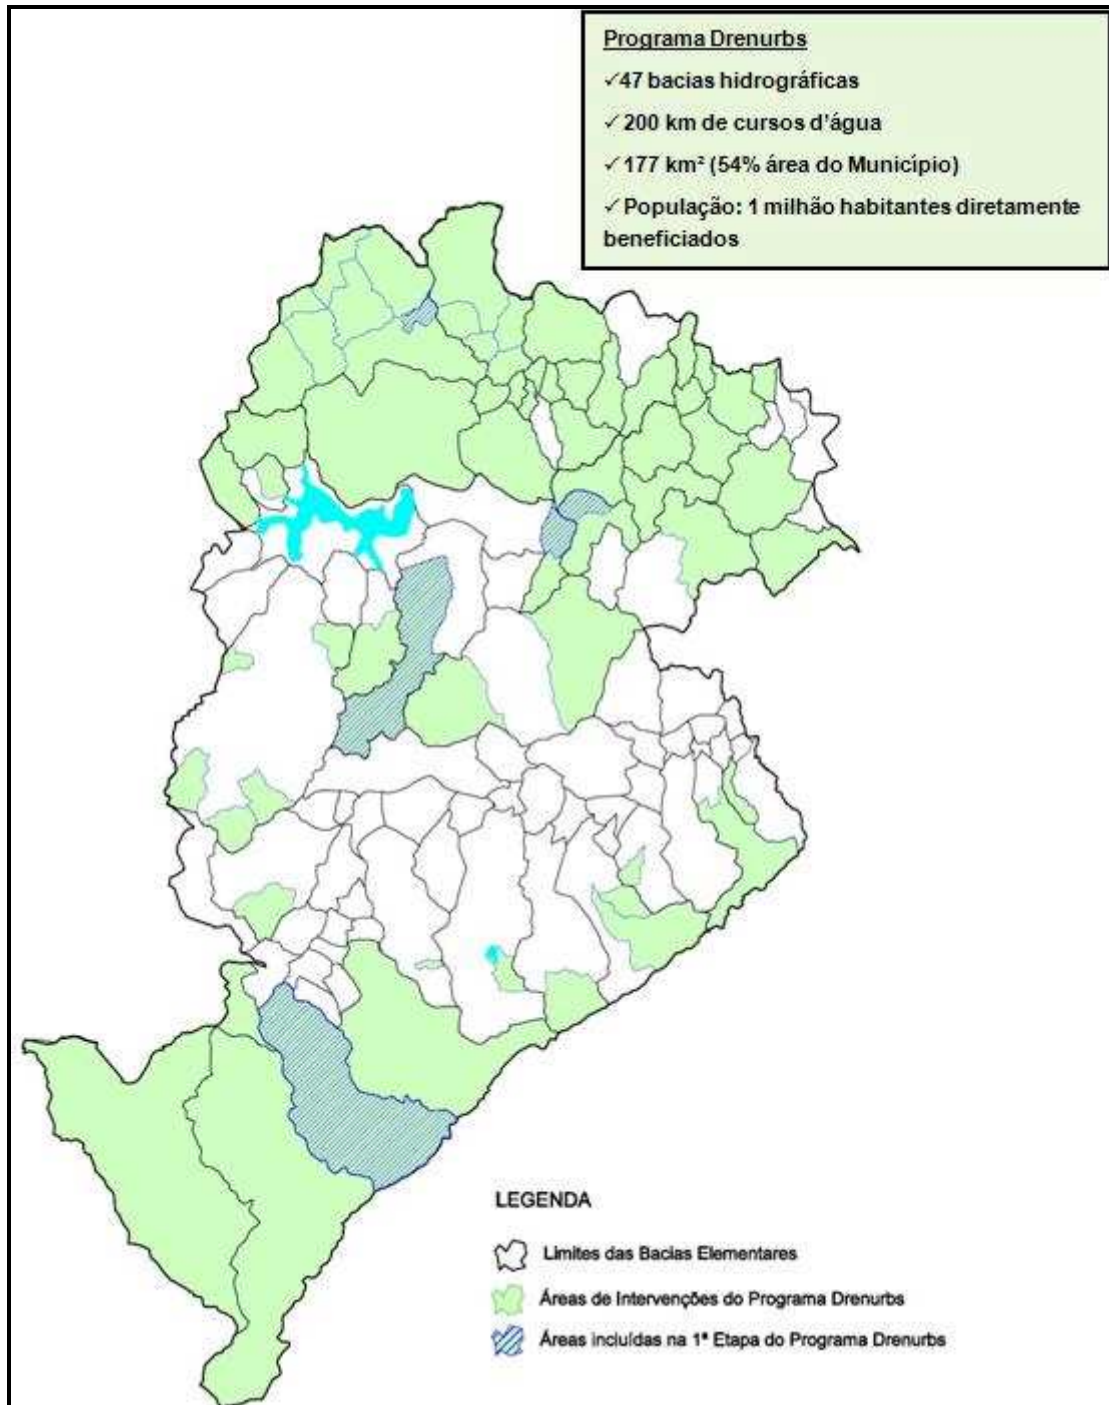 Programa Drenurbs
✓47 bacias hidrográficas
✓ 200 km de cursos d'água
✓ 177 km² (54% área do Município)
✓ População: 1 milhão habitantes diretamente
beneficiados
LEGENDA
Limites das Bacias Elementares
Áreas de Intervenções do Programa Drenurbs
Áreas incluídas na 1ª Etapa do Programa Drenurbs